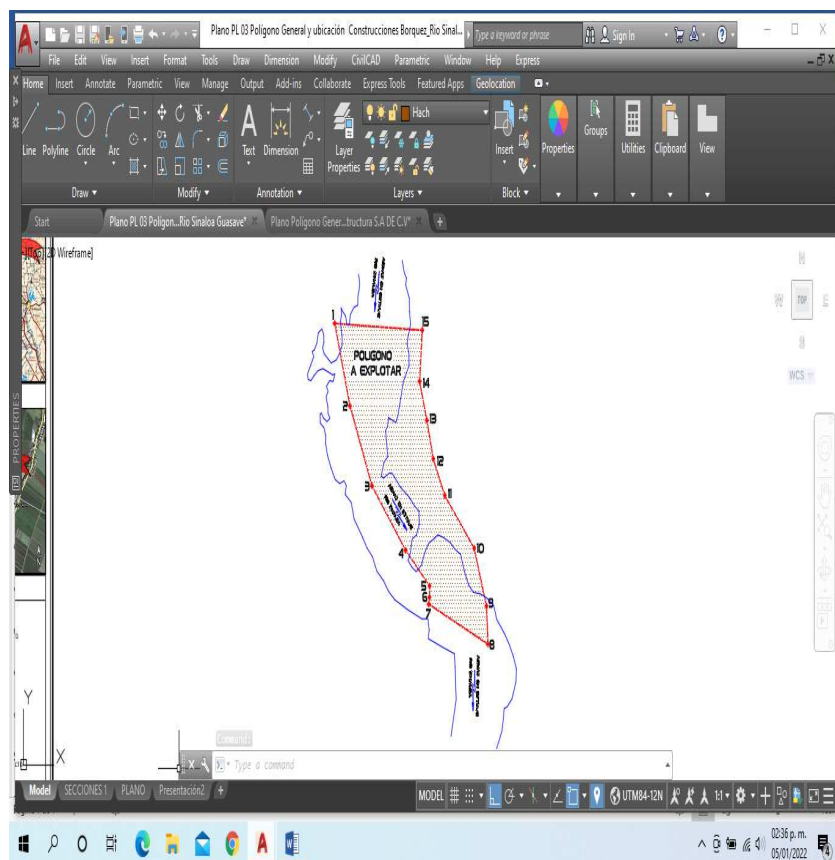 Plano PL 03 Poligono General y ubicación Construcciones Borquez_Rio Sinal...
Type a keyword or phrase
Sign In
File Edit View Insert Format Tools Draw Dimension Modify CivilCAD Parametric Window Help Express
Home Insert Annotate Parametric View Manage Output Add-ins Collaborate Express Tools Featured Apps Geolocation
Line Polyline Circle Arc
Text Dimension
Layer Properties
Hach
Insert
Properties
Groups
Utilities
Clipboard
View
Draw
Modify
Annotation
Layers
Block
Start
Plano PL 03 Poligon...Rio Sinaloa Guasave*
Plano Poligono Gener...tructura S.A DE C.V*
[Top][2D Wireframe]
N
W TOP E
S
WCS
PROPERTIES
1
15
POLIGONO
A EXPLOTAR
14
2
13
12
3
11
10
4
5
6
9
7
8
Y
X
Command:
Type a command
Model SECCIONES 1 PLANO Presentación2 +
MODEL
1:1
UTM84-12N
02:36 p. m.
05/01/2022
4